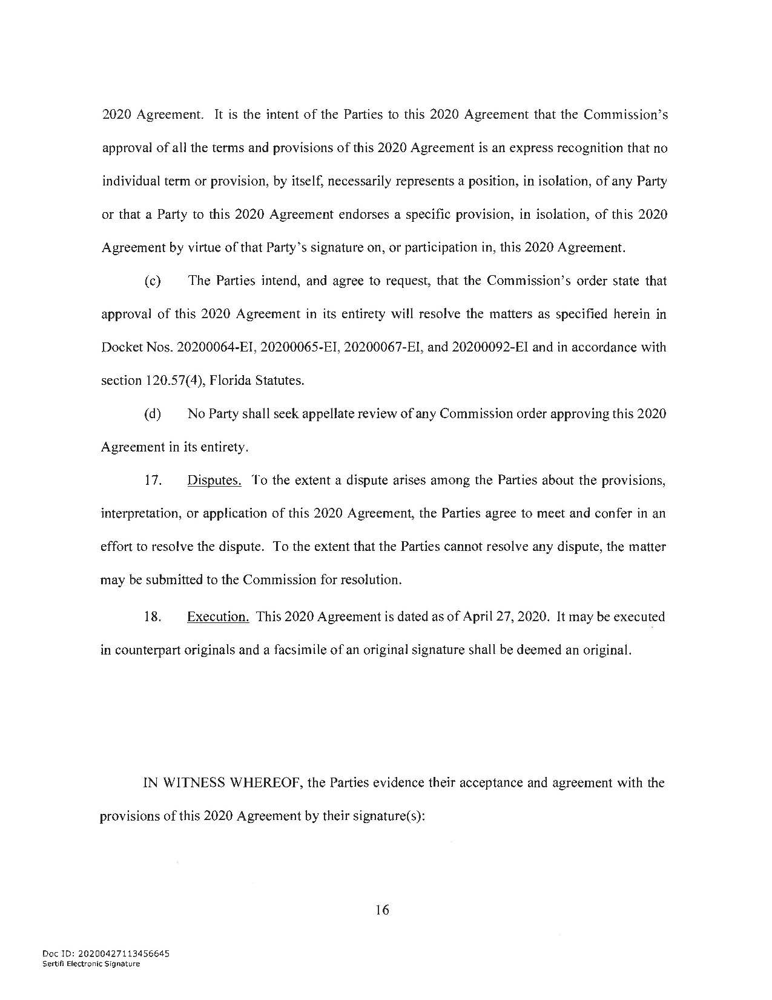 2020 Agreement. It is the intent of the Parties to this 2020 Agreement that the Commission's
approval of all the terms and provisions of this 2020 Agreement is an express recognition that no
individual term or provision, by itself, necessarily represents a position, in isolation, of any Party
or that a Party to this 2020 Agreement endorses a specific provision, in isolation, of this 2020
Agreement by virtue of that Party's signature on, or participation in, this 2020 Agreement.
(c) The Parties intend, and agree to request, that the Commission's order state that
approval of this 2020 Agreement in its entirety will resolve the matters as specified herein in
Docket Nos. 20200064-EI, 20200065-EI, 20200067-EI, and 20200092-EI and in accordance with
section 120.57(4), Florida Statutes.
(d) No Party shall seek appellate review of any Commission order approving this 2020
Agreement in its entirety.
17. Disputes. To the extent a dispute arises among the Parties about the provisions,
interpretation, or application of this 2020 Agreement, the Parties agree to meet and confer in an
effort to resolve the dispute. To the extent that the Parties cannot resolve any dispute, the matter
may be submitted to the Commission for resolution.
18. Execution. This 2020 Agreement is dated as of April 27, 2020. It may be executed
in counterpart originals and a facsimile of an original signature shall be deemed an original.
IN WITNESS WHEREOF, the Parties evidence their acceptance and agreement with the
provisions of this 2020 Agreement by their signature(s):
16
Doc ID: 20200427113456645
Sertifi Electronic Signature